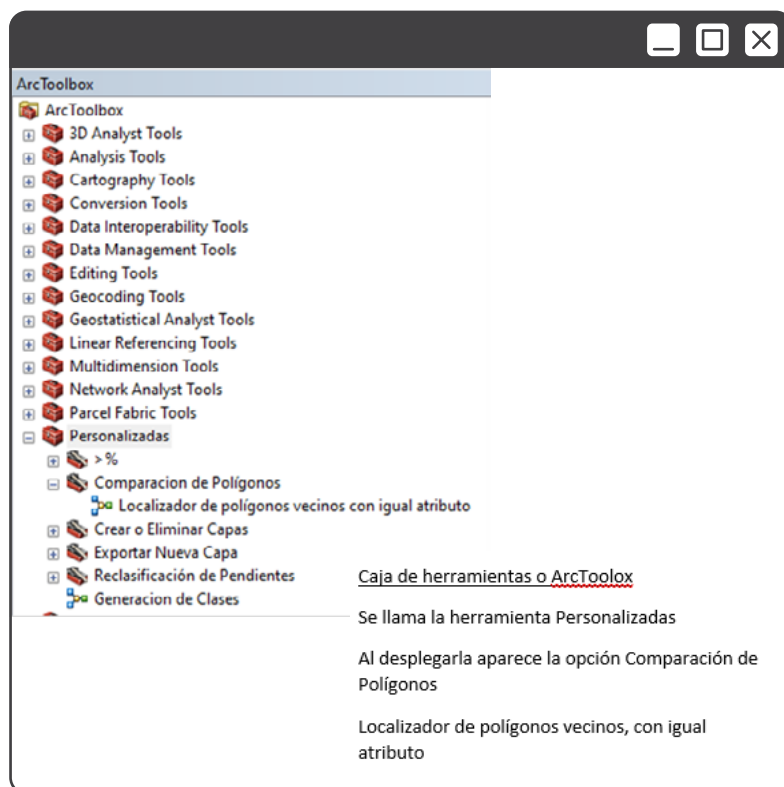 ArcToolbox
ArcToolbox
3D Analyst Tools
Analysis Tools
Cartography Tools
Conversion Tools
Data Interoperability Tools
Data Management Tools
Editing Tools
Geocoding Tools
Geostatistical Analyst Tools
Linear Referencing Tools
Multidimension Tools
Network Analyst Tools
Parcel Fabric Tools
Personalizadas
>%
Comparacion de Polígonos
Localizador de polígonos vecinos con igual atributo
Crear o Eliminar Capas
Exportar Nueva Capa
Reclasificación de Pendientes
Generacion de Clases
Caja de herramientas o ArcToolox
Se llama la herramienta Personalizadas
Al desplegarla aparece la opción Comparación de
Polígonos
Localizador de polígonos vecinos, con igual
atributo